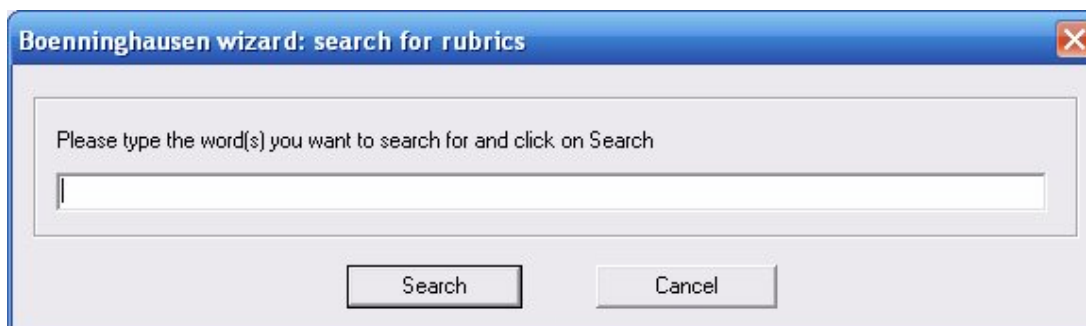 Boenninghausen wizard: search for rubrics
Please type the word(s) you want to search for and click on Search
Search Cancel